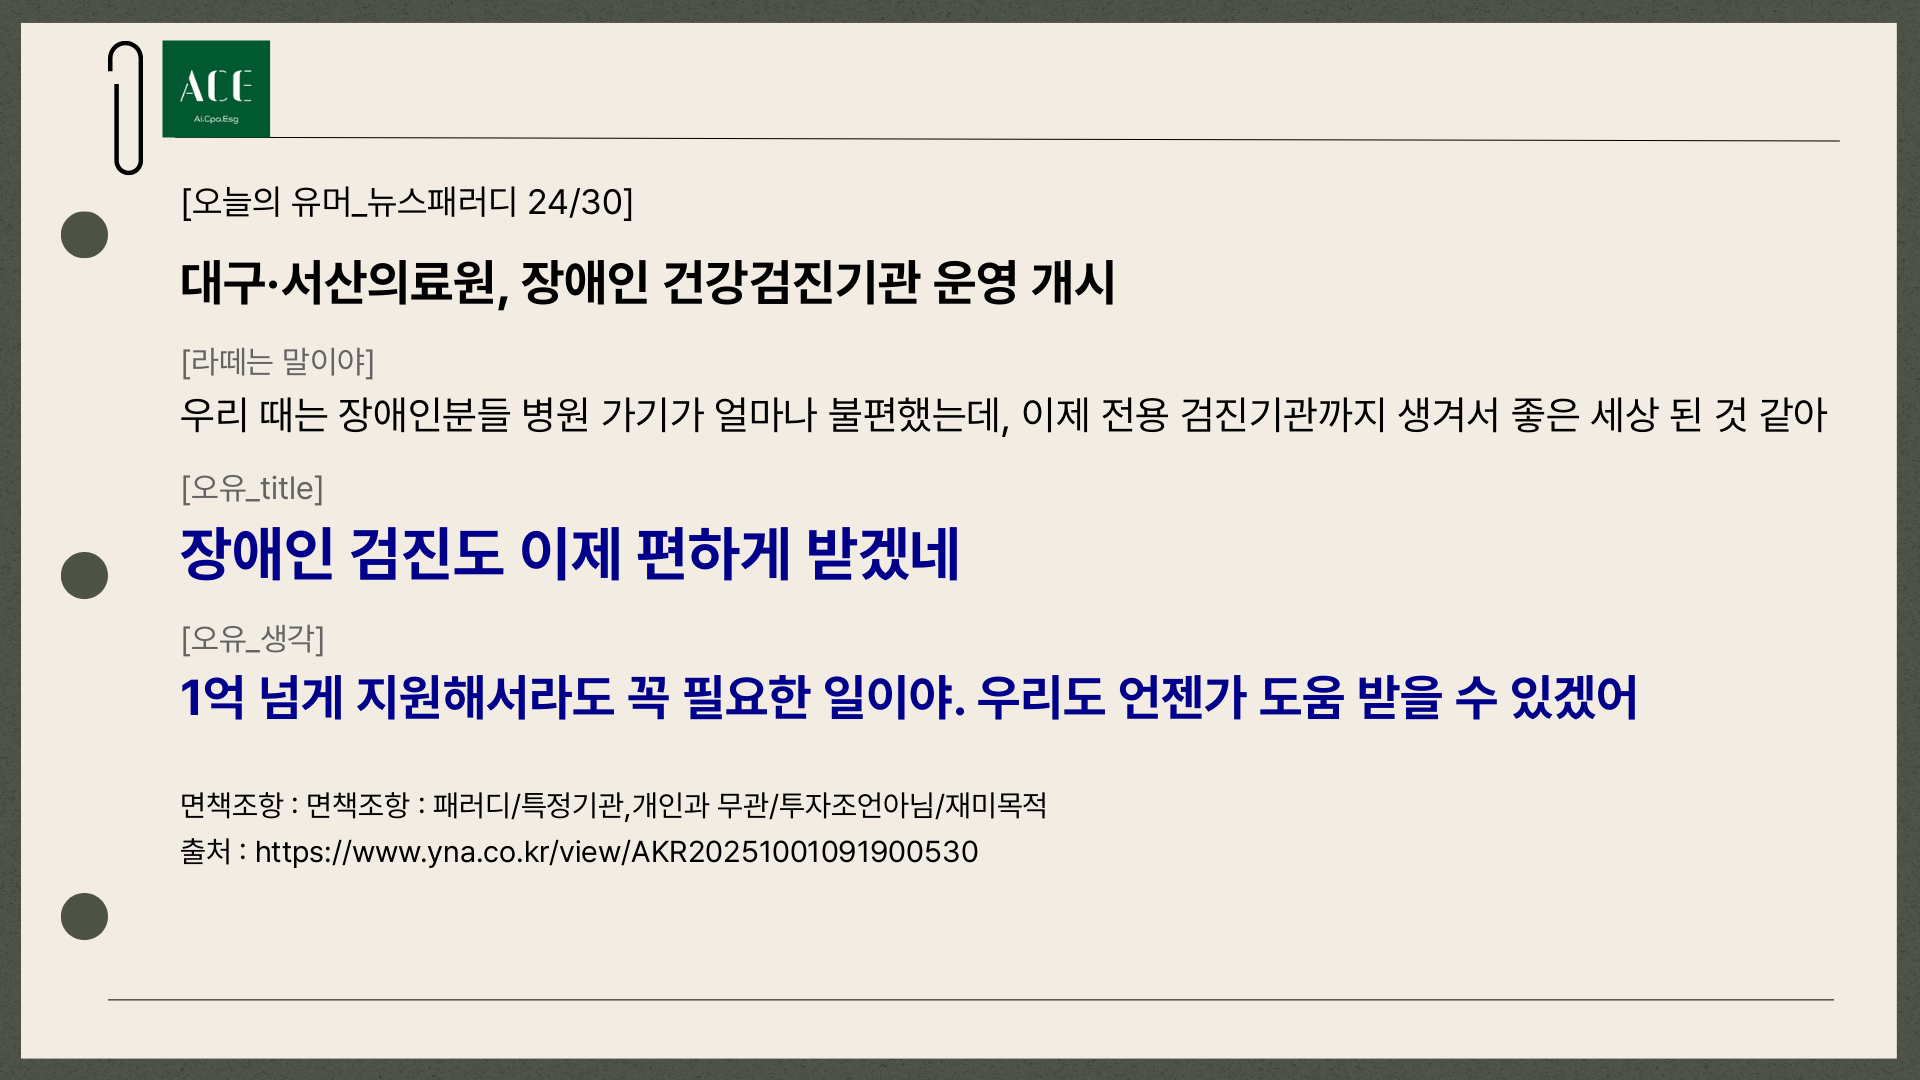 ACE
Ai.Cpa.Esg
[오늘의 유머_뉴스패러디 24/30]
대구·서산의료원, 장애인 건강검진기관 운영 개시
[라떼는 말이야]
우리 때는 장애인분들 병원 가기가 얼마나 불편했는데, 이제 전용 검진기관까지 생겨서 좋은 세상 된 것 같아
[오유_title]
장애인 검진도 이제 편하게 받겠네
[오유_생각]
1억 넘게 지원해서라도 꼭 필요한 일이야. 우리도 언젠가 도움 받을 수 있겠어
면책조항 : 면책조항 : 패러디/특정기관,개인과 무관/투자조언아님/재미목적
출처 : https://www.yna.co.kr/view/AKR20251001091900530